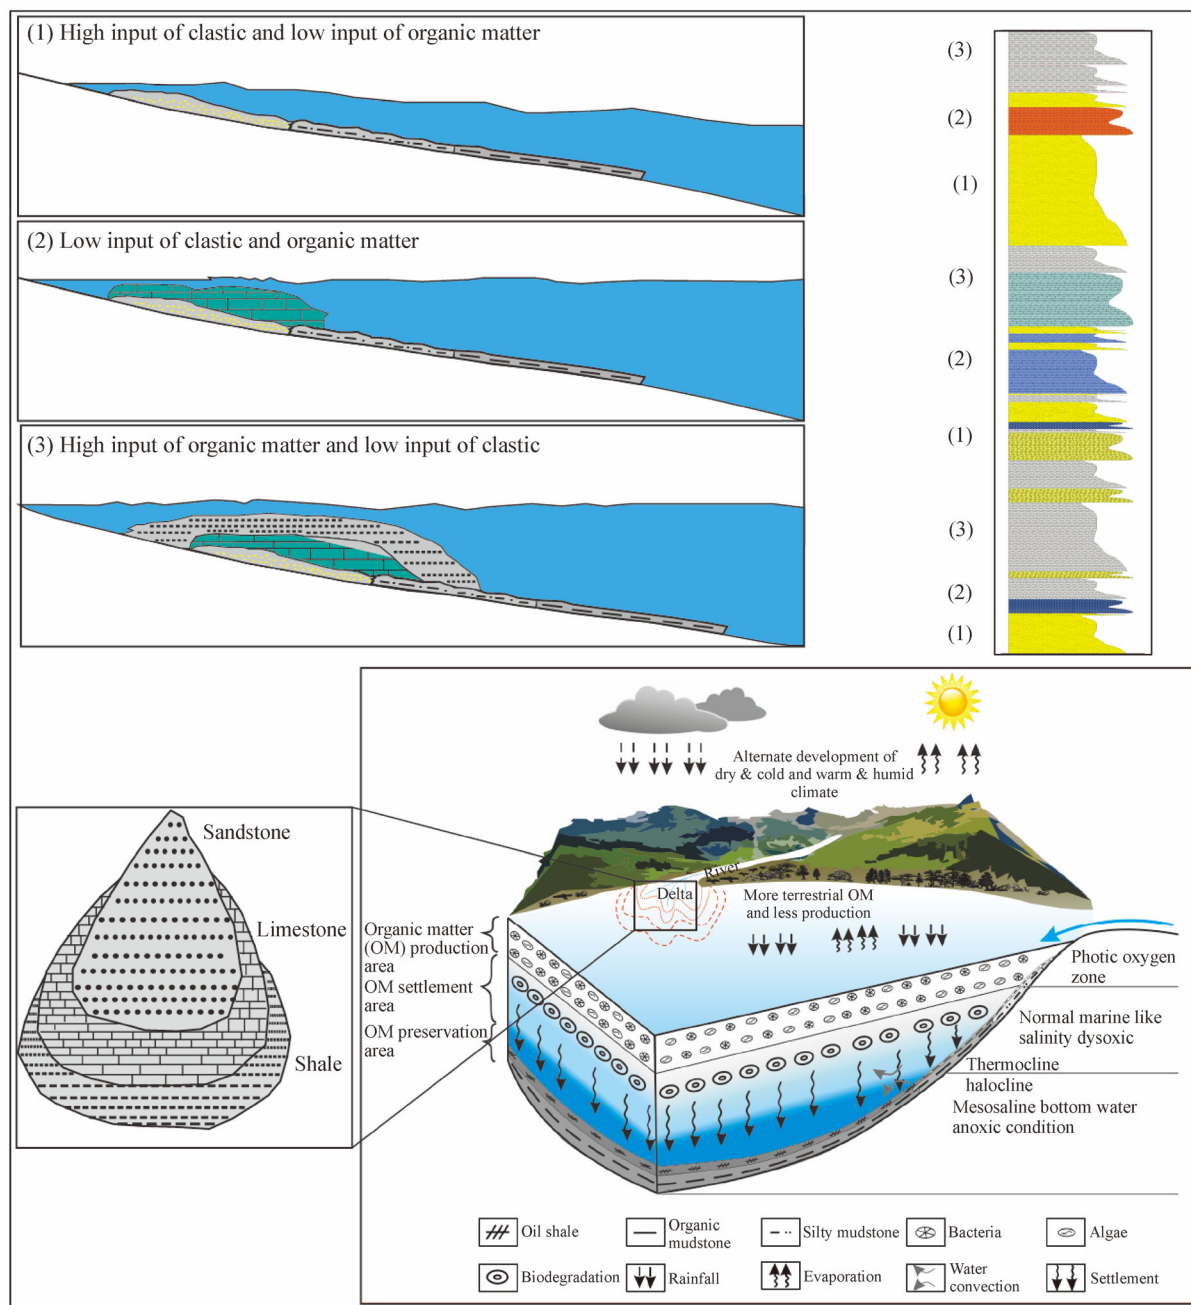 (1) High input of clastic and low input of organic matter
(2) Low input of clastic and organic matter
(3) High input of organic matter and low input of clastic
(3)
(2)
(1)
(3)
(2)
(1)
(3)
(2)
(1)
Sandstone
Limestone
Shale
Alternate development of
dry & cold and warm & humid
climate
River
Delta
More terrestrial OM
and less production
Organic matter
(OM) production
area
OM settlement
area
OM preservation
area
Photic oxygen
zone
Normal marine like
salinity dysoxic
Thermocline
halocline
Mesosaline bottom water
anoxic condition
Oil shale
Organic
mudstone
Silty mudstone
Bacteria
Algae
Biodegradation
Rainfall
Evaporation
Water
convection
Settlement